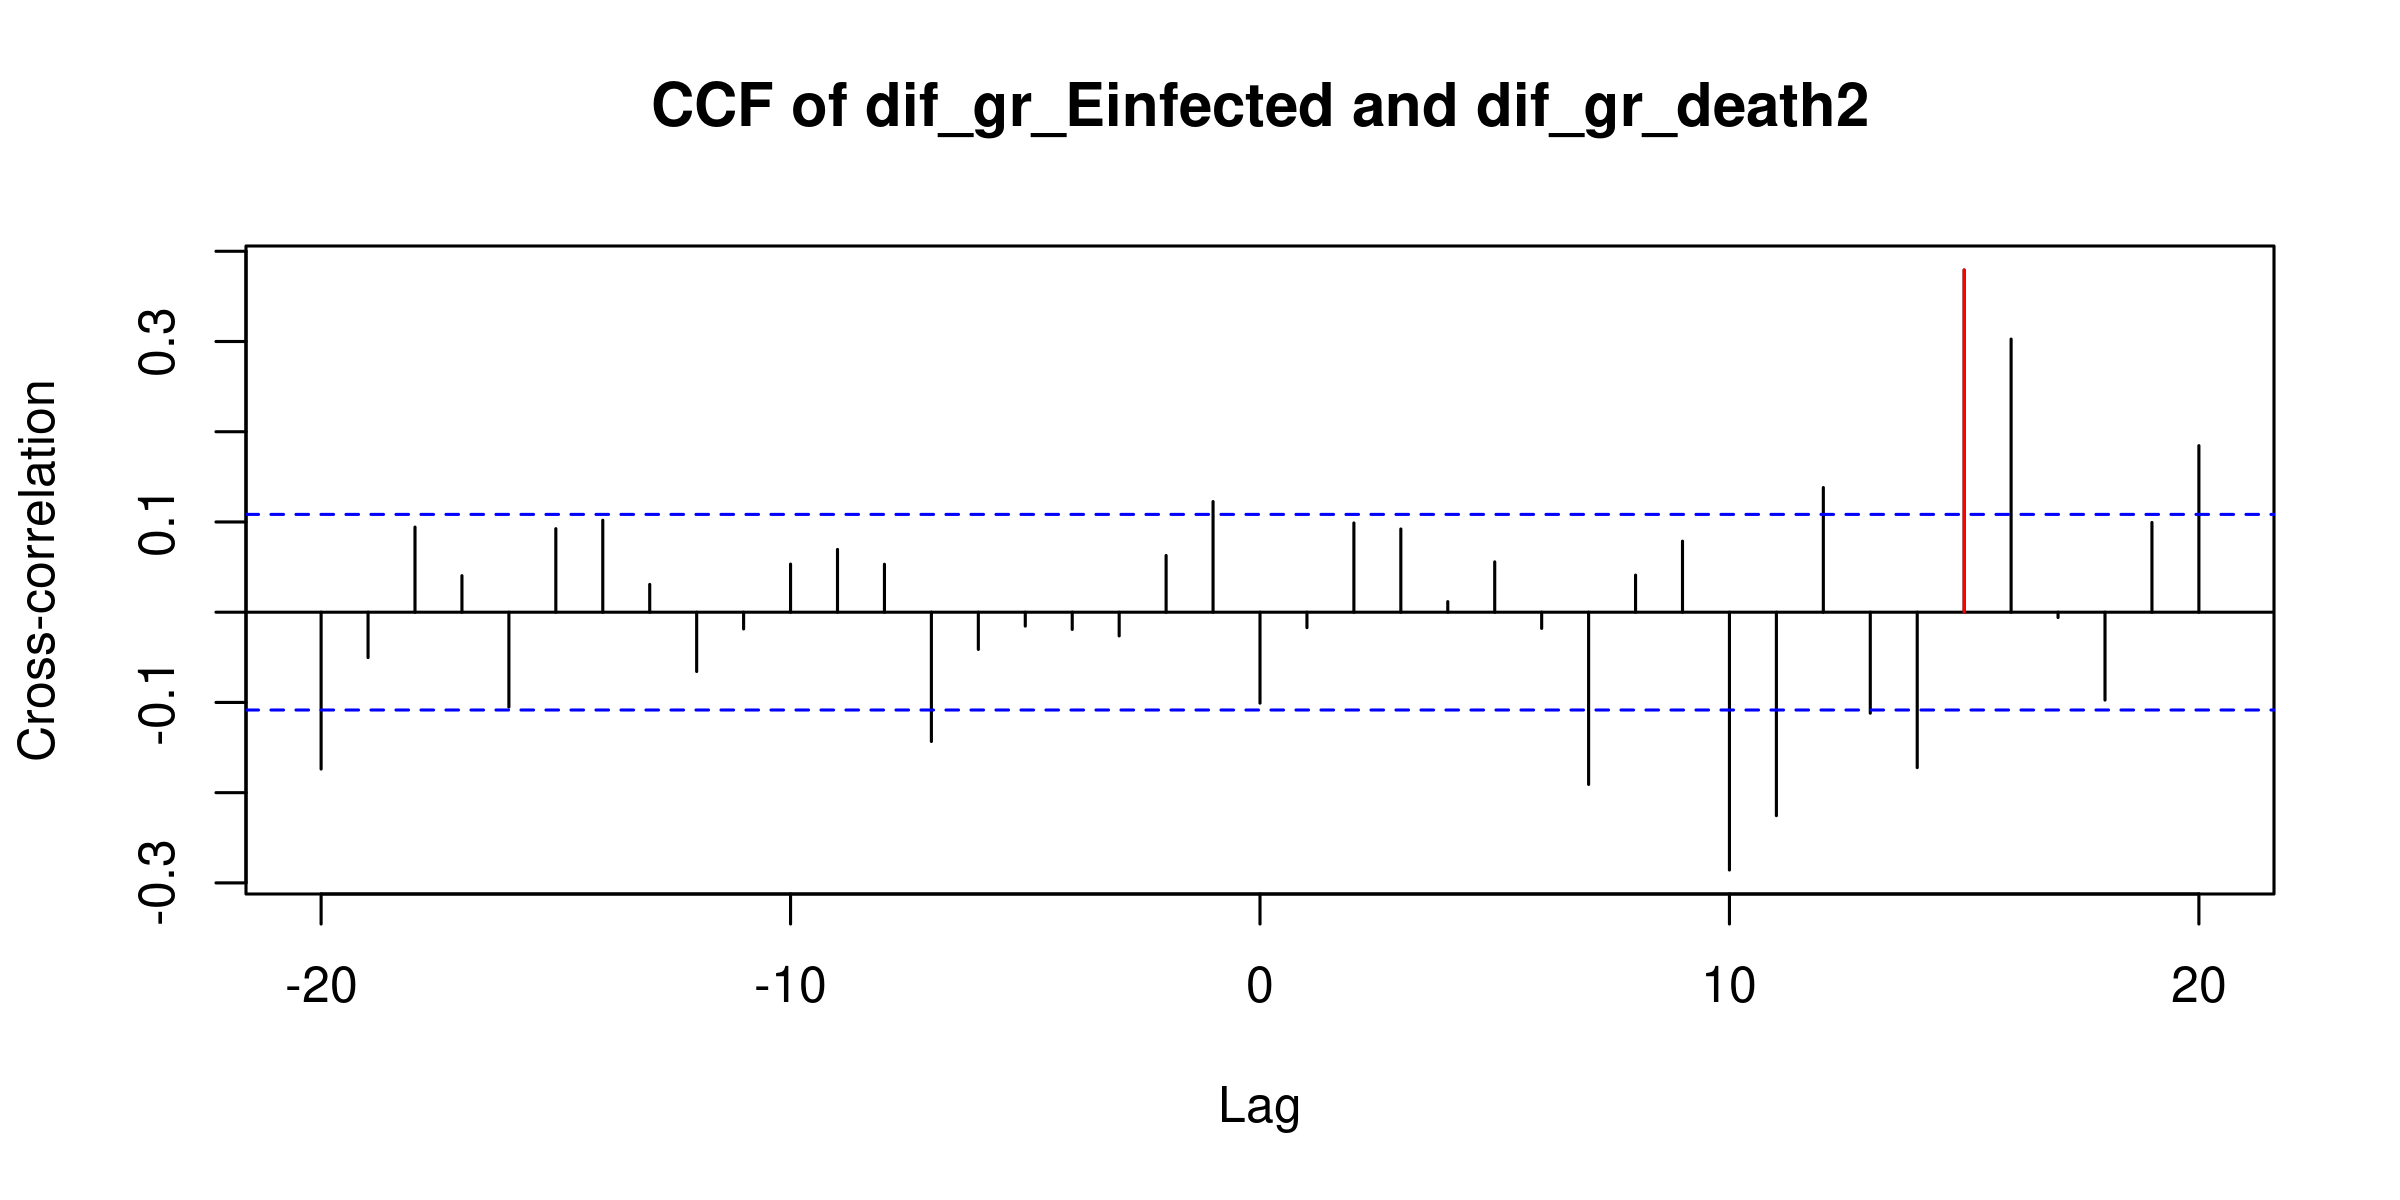 CCF of dif_gr_Einfected and dif_gr_death2
Cross-correlation
0.3
0.1
-0.1
-0.3
-20 -10 0 10 20
Lag